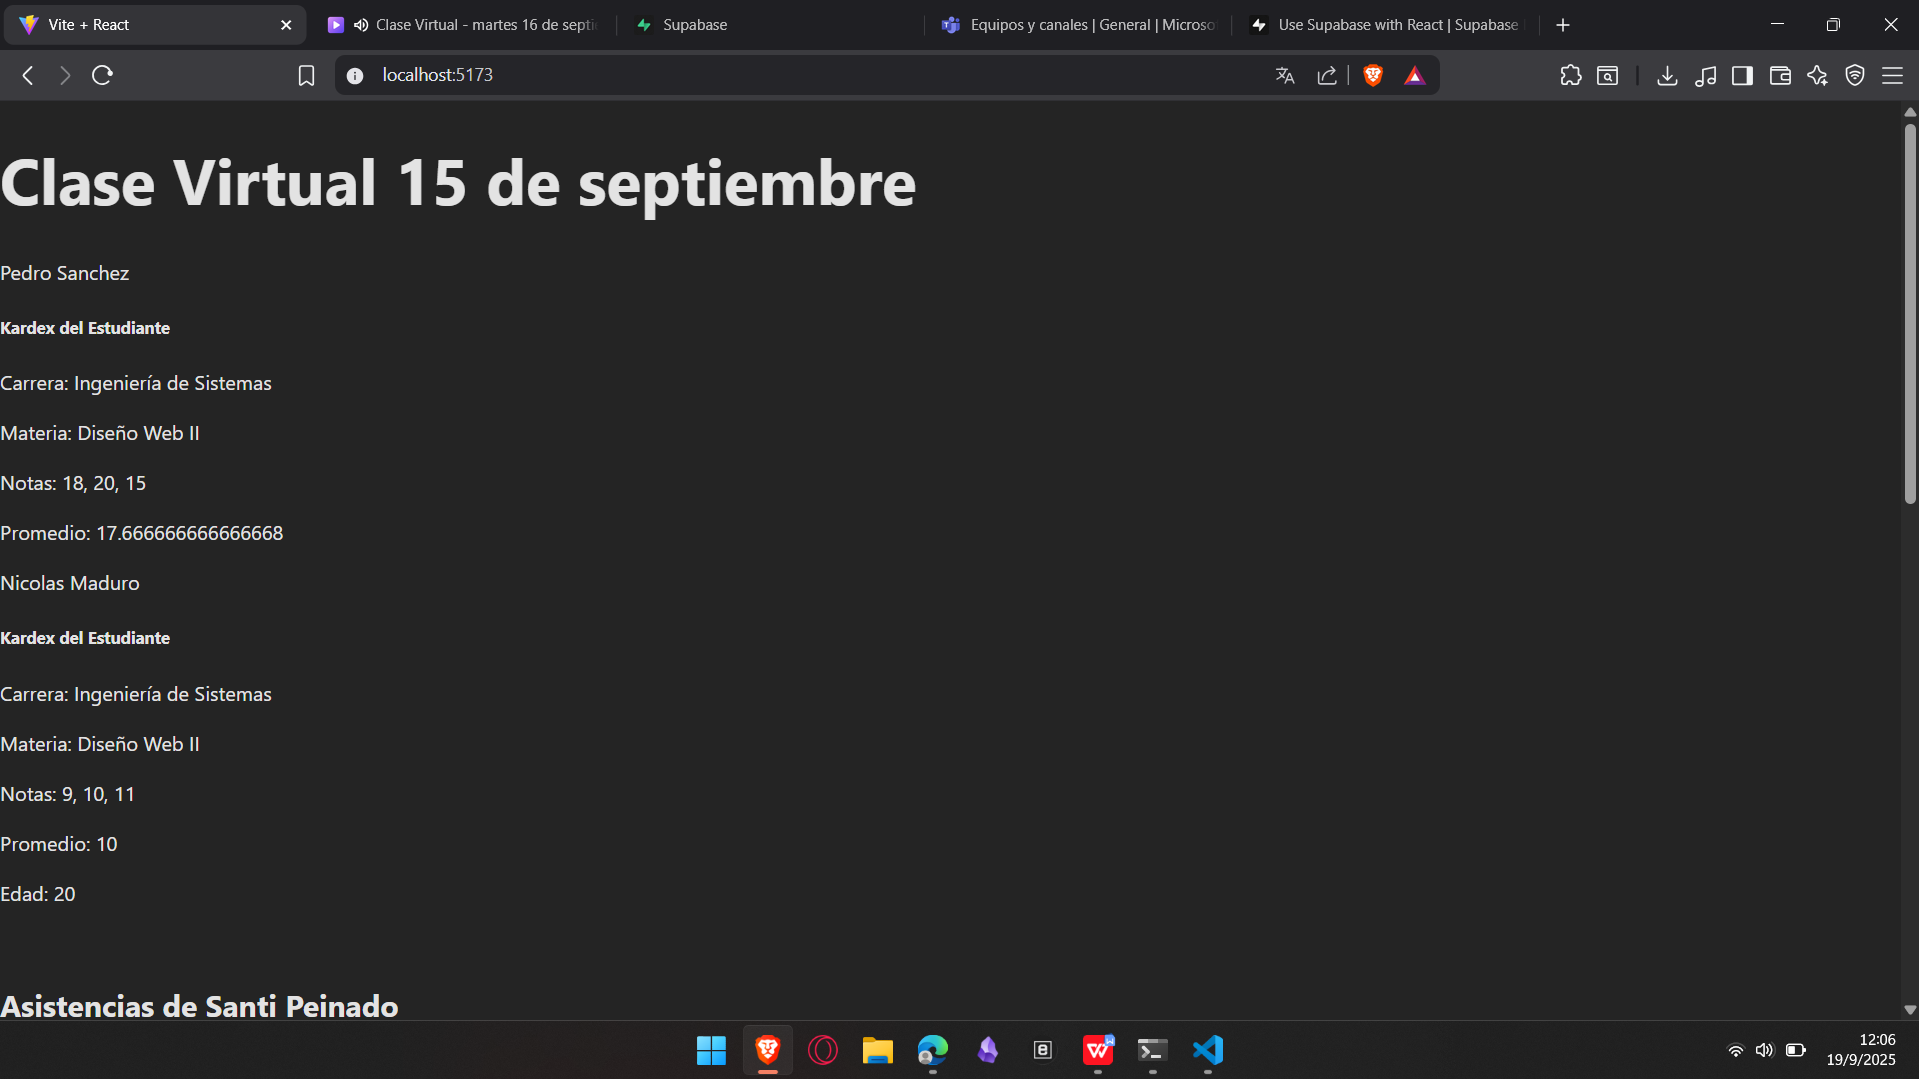 Vite + React
Clase Virtual - martes 16 de septi
Supabase
Equipos y canales | General | Microso
Use Supabase with React | Supabase
localhost:5173
Clase Virtual 15 de septiembre
Pedro Sanchez
Kardex del Estudiante
Carrera: Ingeniería de Sistemas
Materia: Diseño Web II
Notas: 18, 20, 15
Promedio: 17.666666666666668
Nicolas Maduro
Kardex del Estudiante
Carrera: Ingeniería de Sistemas
Materia: Diseño Web II
Notas: 9, 10, 11
Promedio: 10
Edad: 20
Asistencias de Santi Peinado
12:06
19/9/2025